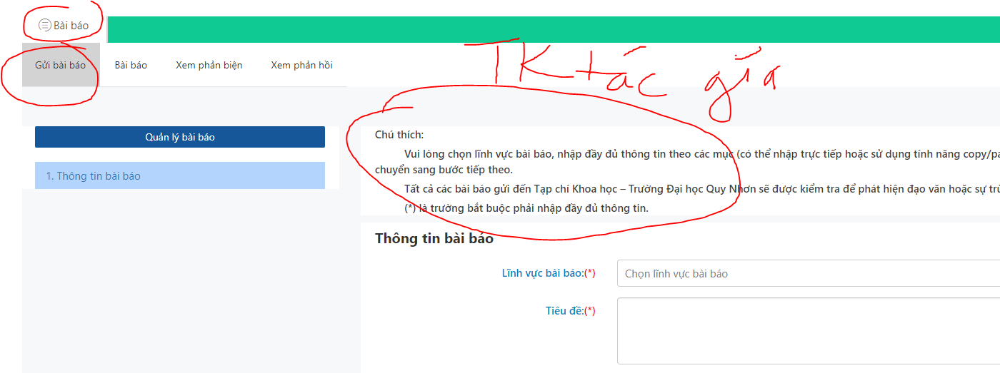 Bài báo
Gửi bài báo Bài báo Xem phản biện Xem phản hồi
TK tác giả
Quản lý bài báo
1. Thông tin bài báo
Chú thích:
Vui lòng chọn lĩnh vực bài báo, nhập đầy đủ thông tin theo các mục (có thể nhập trực tiếp hoặc sử dụng tính năng copy/pa
chuyển sang bước tiếp theo.
Tất cả các bài báo gửi đến Tạp chí Khoa học – Trường Đại học Quy Nhơn sẽ được kiểm tra để phát hiện đạo văn hoặc sự trù
(*) là trường bắt buộc phải nhập đầy đủ thông tin.
Thông tin bài báo
Lĩnh vực bài báo:(*) Chọn lĩnh vực bài báo
Tiêu đề:(*)